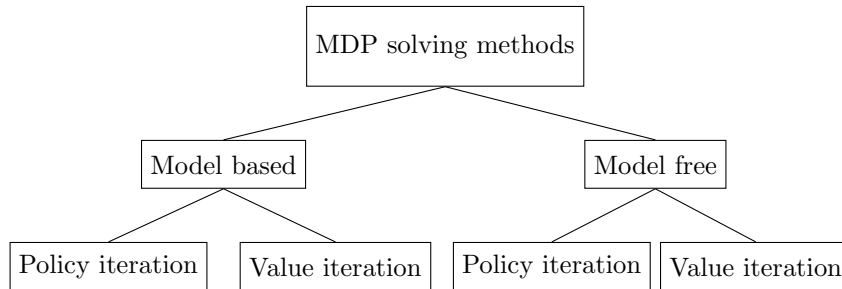 MDP solving methods
Model based
Model free
Policy iteration
Value iteration
Policy iteration
Value iteration